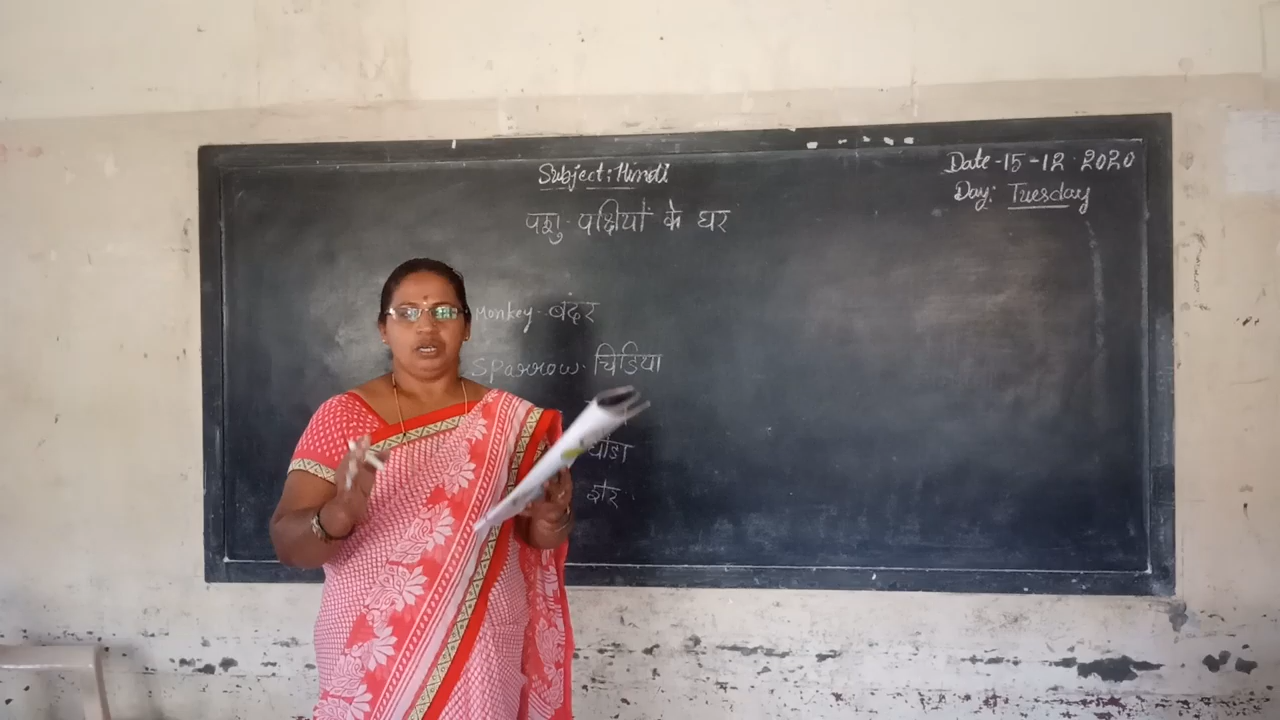 Subject: Hindi
Date -15-12-2020
Day: Tuesday
पशु-पक्षियों के घर
Monkey - बंदर
Sparrow - चिडिया
घोडा
शेर